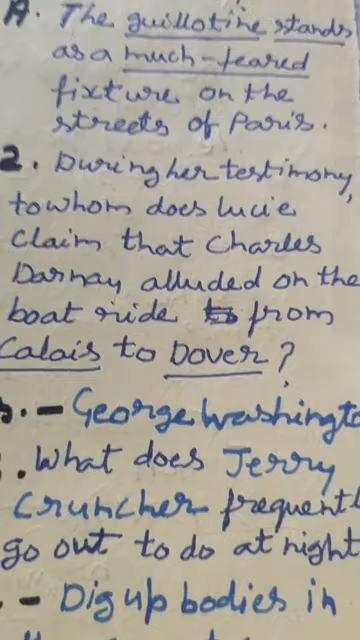 A. The guillotine stands
as a much-feared
fixture on the
streets of Paris.
2. During her testimony,
to whom does Lucie
claim that Charles
Darnay alluded on the
boat ride from
Calais to Dover?
- George Washingto
. What does Jerry
Cruncher frequentl
go out to do at night
- Dig up bodies in